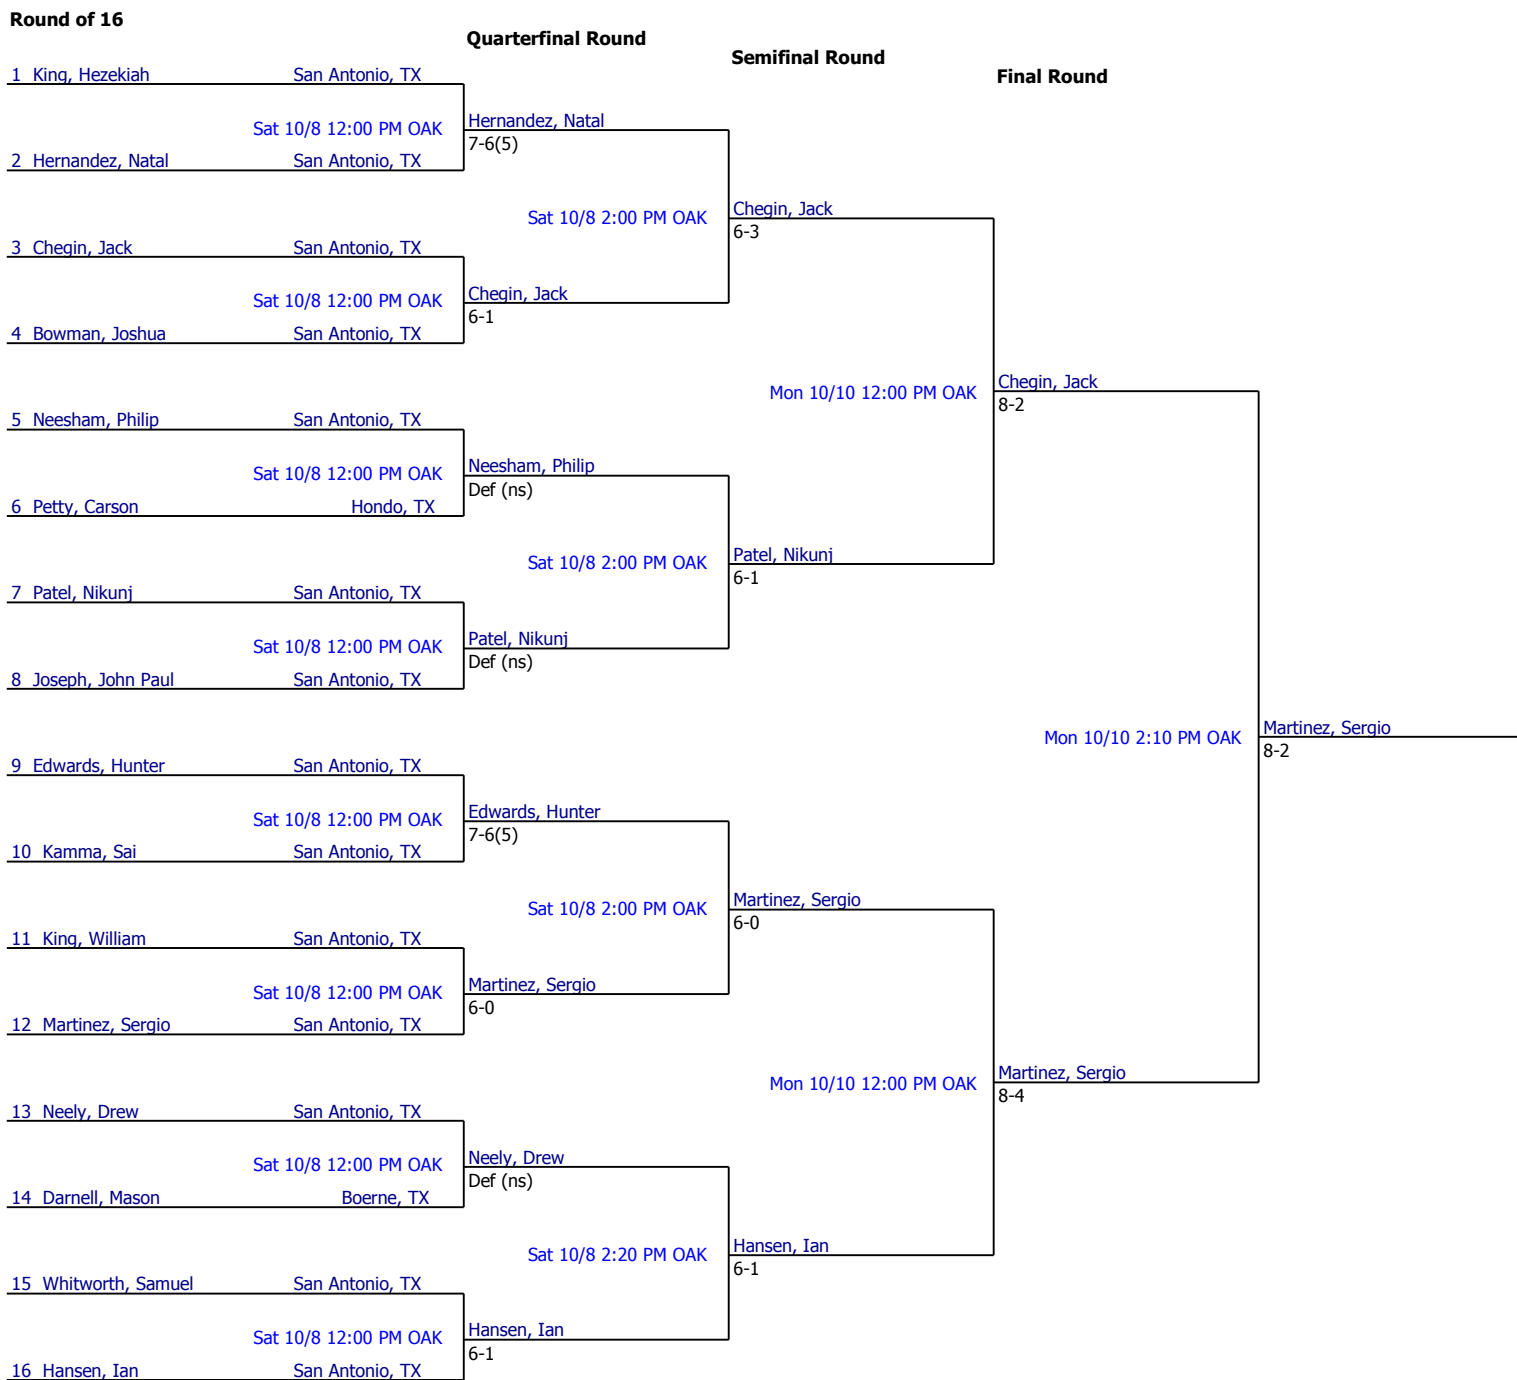 Round of 16
Quarterfinal Round
Semifinal Round
Final Round
1 King, Hezekiah San Antonio, TX
Sat 10/8 12:00 PM OAK
Hernandez, Natal
7-6(5)
2 Hernandez, Natal San Antonio, TX
Sat 10/8 2:00 PM OAK
Chegin, Jack
6-3
3 Chegin, Jack San Antonio, TX
Sat 10/8 12:00 PM OAK
Chegin, Jack
6-1
4 Bowman, Joshua San Antonio, TX
Mon 10/10 12:00 PM OAK
Chegin, Jack
8-2
5 Neesham, Philip San Antonio, TX
Sat 10/8 12:00 PM OAK
Neesham, Philip
Def (ns)
6 Petty, Carson Hondo, TX
Sat 10/8 2:00 PM OAK
Patel, Nikunj
6-1
7 Patel, Nikunj San Antonio, TX
Sat 10/8 12:00 PM OAK
Patel, Nikunj
Def (ns)
8 Joseph, John Paul San Antonio, TX
Mon 10/10 2:10 PM OAK
Martinez, Sergio
8-2
9 Edwards, Hunter San Antonio, TX
Sat 10/8 12:00 PM OAK
Edwards, Hunter
7-6(5)
10 Kamma, Sai San Antonio, TX
Sat 10/8 2:00 PM OAK
Martinez, Sergio
6-0
11 King, William San Antonio, TX
Sat 10/8 12:00 PM OAK
Martinez, Sergio
6-0
12 Martinez, Sergio San Antonio, TX
Mon 10/10 12:00 PM OAK
Martinez, Sergio
8-4
13 Neely, Drew San Antonio, TX
Sat 10/8 12:00 PM OAK
Neely, Drew
Def (ns)
14 Darnell, Mason Boerne, TX
Sat 10/8 2:20 PM OAK
Hansen, Ian
6-1
15 Whitworth, Samuel San Antonio, TX
Sat 10/8 12:00 PM OAK
Hansen, Ian
6-1
16 Hansen, Ian San Antonio, TX